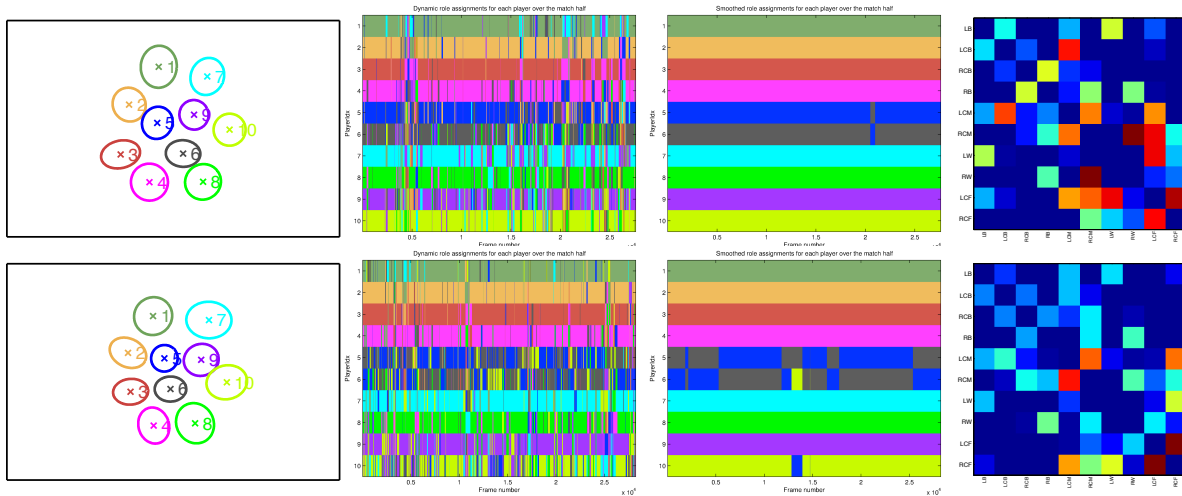 Dynamic role assignments for each player over the match half
Smoothed role assignments for each player over the match half
1
2
3
4
5
6
7
8
9
10
PlayerIdx
1
2
3
4
5
6
7
8
9
10
0.5
1
1.5
2
2.5
Frame number
PlayerIdx
1
2
3
4
5
6
7
8
9
10
0.5
1
1.5
2
2.5
Frame number
LB
LCB
RCB
RB
LCM
RCM
LW
RW
LCF
RCF
LB
LCB
RCB
RB
LCM
RCM
LW
RW
LCF
RCF
Dynamic role assignments for each player over the match half
Smoothed role assignments for each player over the match half
1
2
3
4
5
6
7
8
9
10
PlayerIdx
1
2
3
4
5
6
7
8
9
10
0.5
1
1.5
2
2.5
Frame number
x 10⁴
PlayerIdx
1
2
3
4
5
6
7
8
9
10
0.5
1
1.5
2
2.5
Frame number
x 10⁴
LB
LCB
RCB
RB
LCM
RCM
LW
RW
LCF
RCF
LB
LCB
RCB
RB
LCM
RCM
LW
RW
LCF
RCF